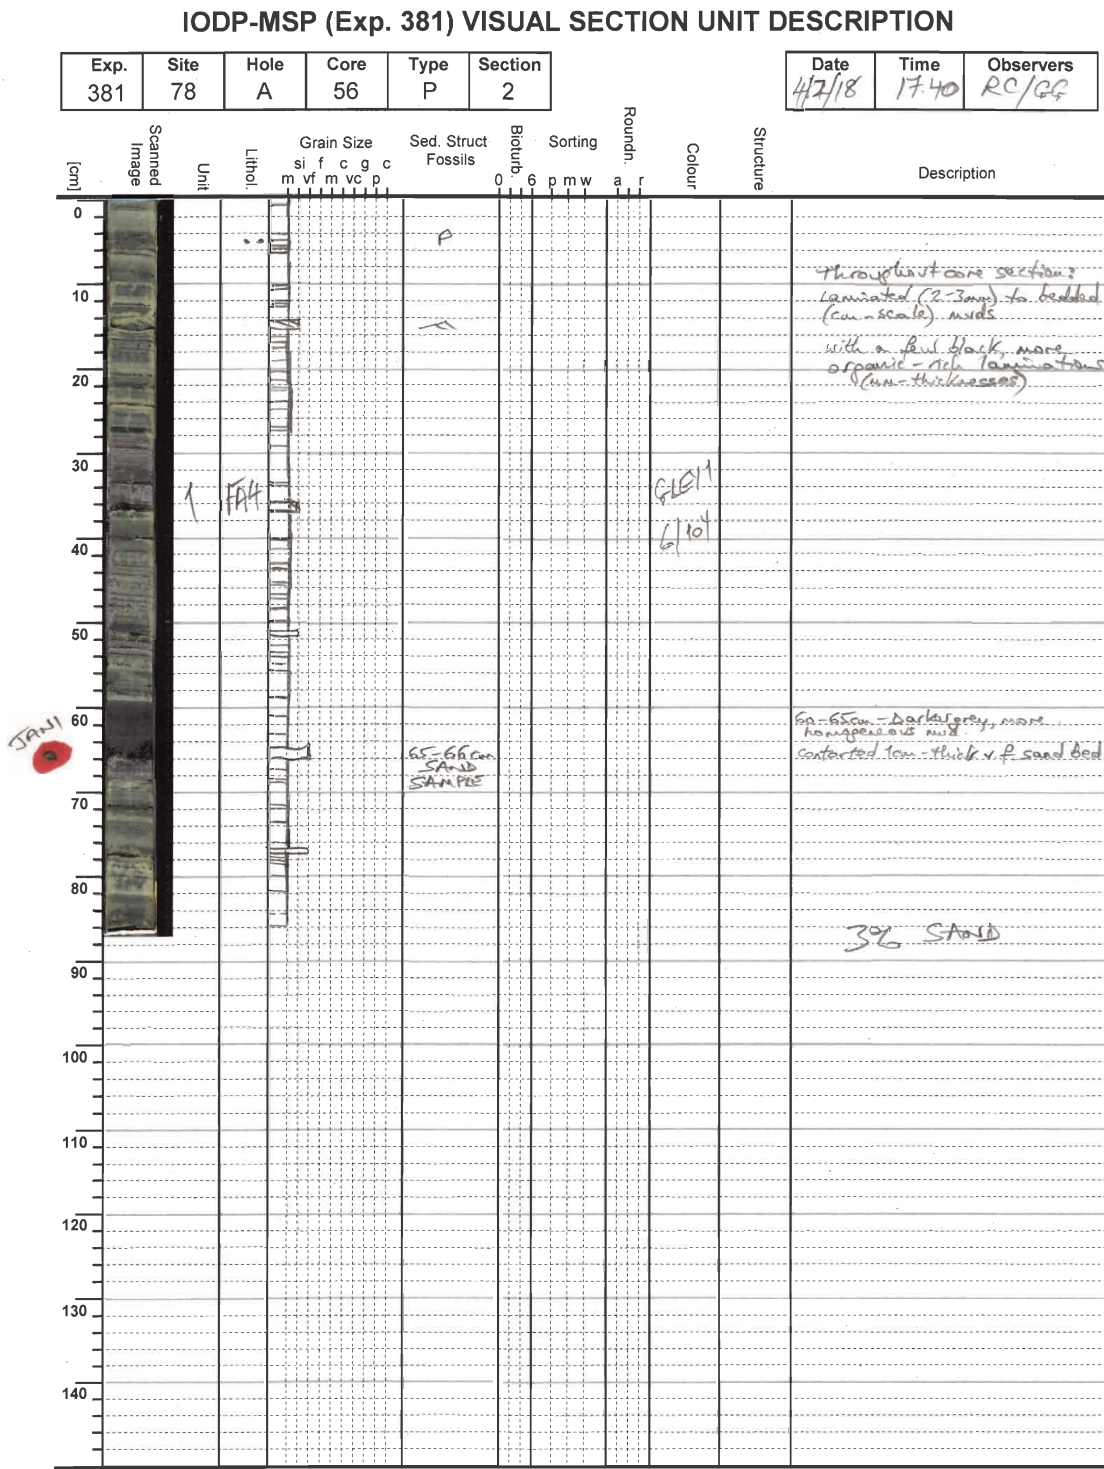 IODP-MSP (Exp. 381) VISUAL SECTION UNIT DESCRIPTION
Exp. Site Hole Core Type Section
381 78 A 56 P 2
Date Time Observers
4/2/18 17.40 RC/GG
[cm]
Scanned Image
Unit
Lithol.
Grain Size
si f c g c
m vf m vc p
Sed. Struct
Fossils
Bioturb.
0 6
Sorting
p m w
Roundn.
a r
Colour
Structure
Description
0
P
Throughout core section:
10
Laminated (2-3mm) to bedded
(cm-scale) muds
with a few black, more
organic-rich laminations
20
(mm-thicknesses)
30
1 FA4
GLEY1
6/10Y
40
50
60
JANI
60-65cm - Darker grey, more
homogeneous mud.
65-66cm
SAND
SAMPLE
contorted 1cm-thick v.f. sand bed
70
80
3% SAND
90
100
110
120
130
140